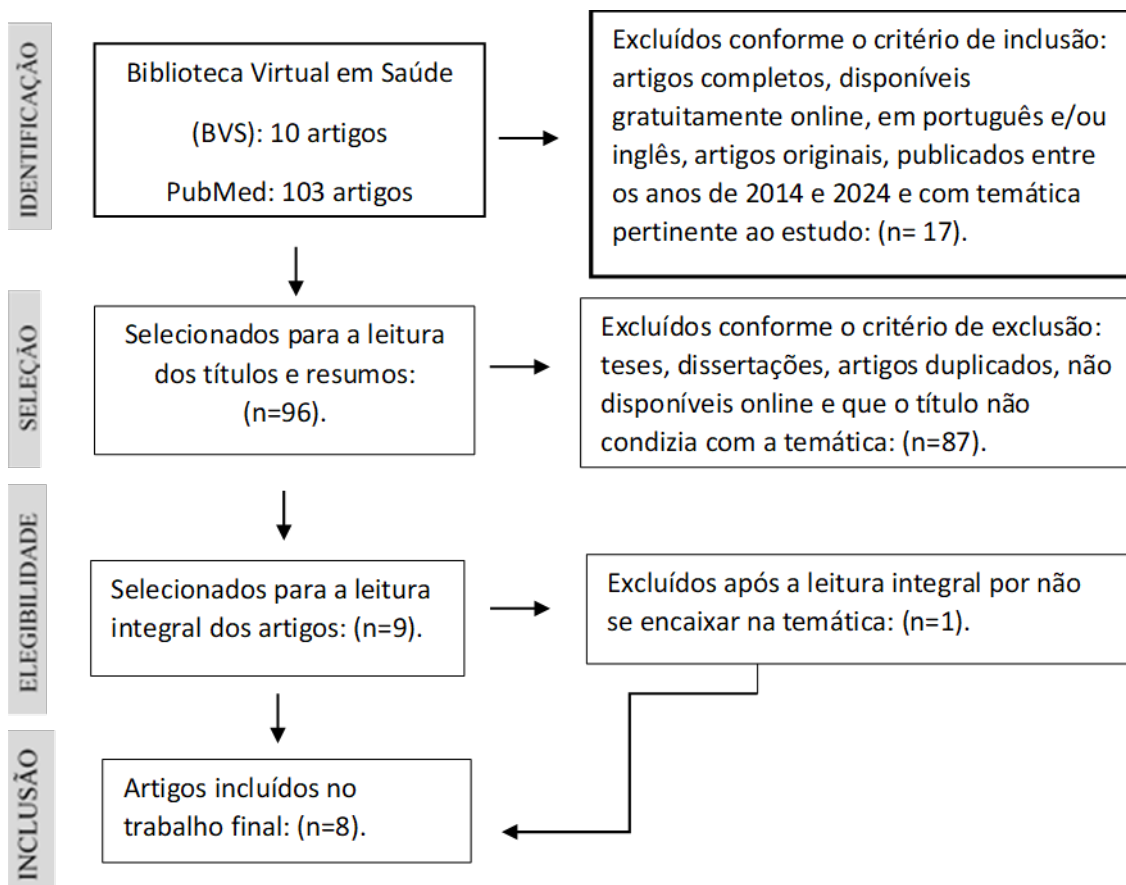 IDENTIFICAÇÃO
Biblioteca Virtual em Saúde
(BVS): 10 artigos
PubMed: 103 artigos
Excluídos conforme o critério de inclusão:
artigos completos, disponíveis
gratuitamente online, em português e/ou
inglês, artigos originais, publicados entre
os anos de 2014 e 2024 e com temática
pertinente ao estudo: (n= 17).
SELEÇÃO
Selecionados para a leitura
dos títulos e resumos:
(n=96).
Excluídos conforme o critério de exclusão:
teses, dissertações, artigos duplicados, não
disponíveis online e que o título não
condizia com a temática: (n=87).
ELEGIBILIDADE
Selecionados para a leitura
integral dos artigos: (n=9).
Excluídos após a leitura integral por não
se encaixar na temática: (n=1).
INCLUSÃO
Artigos incluídos no
trabalho final: (n=8).